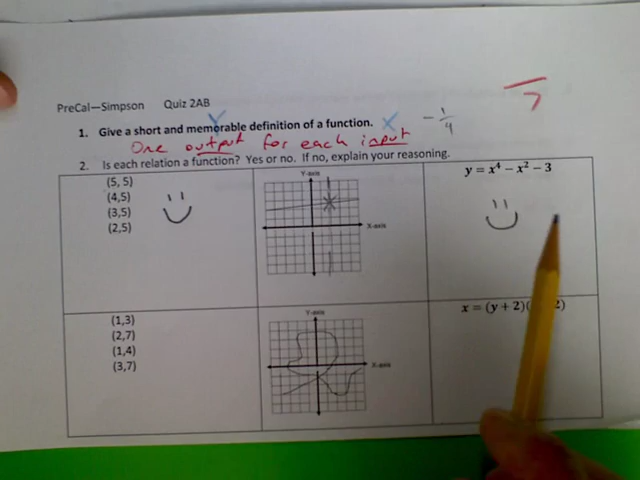 PreCal—Simpson Quiz 2AB
7
Y
X
- 1/4
1. Give a short and memorable definition of a function.
One output for each input
2. Is each relation a function? Yes or no. If no, explain your reasoning.
(5, 5)
(4,5)
(3,5)
(2,5)
Y-axis
X-axis
y = x⁴ − x² − 3
(1,3)
(2,7)
(1,4)
(3,7)
Y-axis
X-axis
x = (y + 2)( 2)